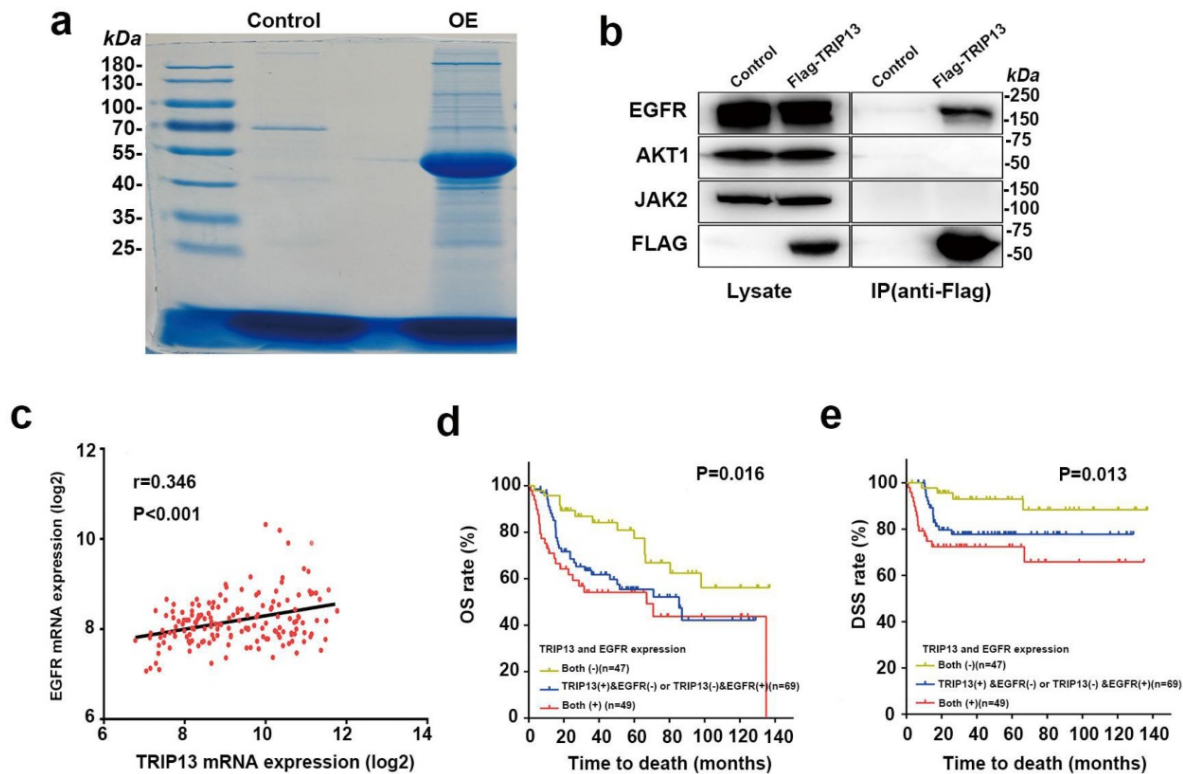 a
Control OE
kDa
180-
130-
100-
70-
55-
40-
35-
25-
b
Control Flag-TRIP13 Control Flag-TRIP13 kDa
EGFR -250
-150
AKT1 -75
-50
JAK2 -150
-100
FLAG -75
-50
Lysate IP(anti-Flag)
c
12
10
8
6
r=0.346
P<0.001
EGFR mRNA expression (log2)
6 8 10 12 14
TRIP13 mRNA expression (log2)
d
P=0.016
100
80
60
40
20
0
OS rate (%)
TRIP13 and EGFR expression
Both (-)(n=47)
TRIP13(+)&EGFR(-) or TRIP13(-)&EGFR(+)(n=69)
Both (+) (n=49)
0 20 40 60 80 100 120 140
Time to death (months)
e
P=0.013
100
80
60
40
20
0
DSS rate (%)
TRIP13 and EGFR expression
Both (-)(n=47)
TRIP13(+) &EGFR(-) or TRIP13(-) &EGFR(+)(n=69)
Both (+)(n=49)
0 20 40 60 80 100 120 140
Time to death (months)